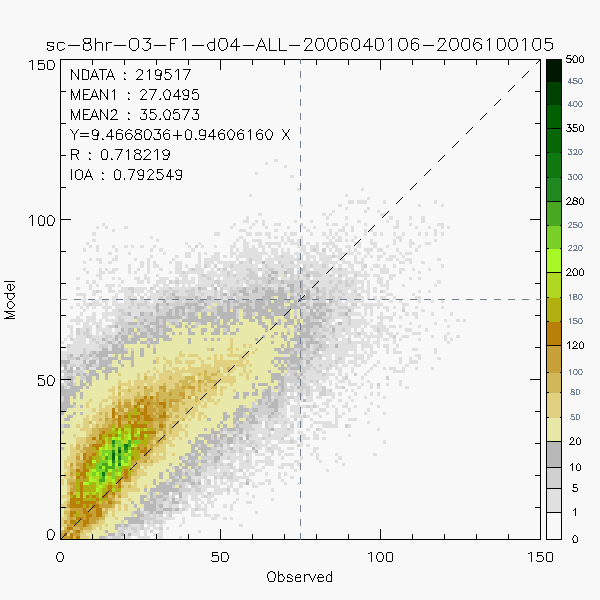 sc-8hr-O3-F1-d04-ALL-2006040106-2006100105
NDATA : 219517
MEAN1 : 27.0495
MEAN2 : 35.0573
Y=9.4668036+0.94606160 X
R : 0.718219
IOA : 0.792549
150
100
50
0
Model
0 50 100 150
Observed
500
450
400
350
320
300
280
250
220
200
180
150
120
100
80
50
20
10
5
1
0